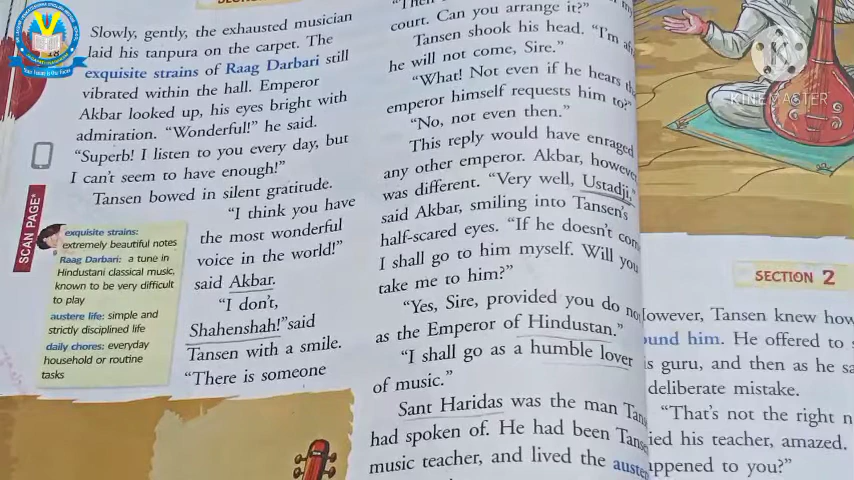 Slowly, gently, the exhausted musician
laid his tanpura on the carpet. The
exquisite strains of Raag Darbari still
vibrated within the hall. Emperor
Akbar looked up, his eyes bright with
admiration. "Wonderful!" he said.
"Superb! I listen to you every day, but
I can't seem to have enough!"
Tansen bowed in silent gratitude.
"I think you have
the most wonderful
voice in the world!"
said Akbar.
"I don't,
Shahenshah!"said
Tansen with a smile.
"There is someone
SCAN PAGE*
exquisite strains:
extremely beautiful notes
Raag Darbari: a tune in
Hindustani classical music,
known to be very difficult
to play
austere life: simple and
strictly disciplined life
daily chores: everyday
household or routine
tasks
court. Can you arrange it?"
Tansen shook his head. "I'm
he will not come, Sire."
"What! Not even if he hears the
emperor himself requests him to?"
"No, not even then."
This reply would have enraged
any other emperor. Akbar, however
was different. "Very well, Ustadji,"
said Akbar, smiling into Tansen's
half-scared eyes. "If he doesn't com
I shall go to him myself. Will you
take me to him?"
"Yes, Sire, provided you do no
as the Emperor of Hindustan."
"I shall go as a humble lover
of music."
Sant Haridas was the man Tan
had spoken of. He had been Tans
music teacher, and lived the auste
SECTION 2
owever, Tansen knew how
und him. He offered to
s guru, and then as he sa
deliberate mistake.
"That's not the right n
ied his teacher, amazed.
appened to you?"
KINEMASTER